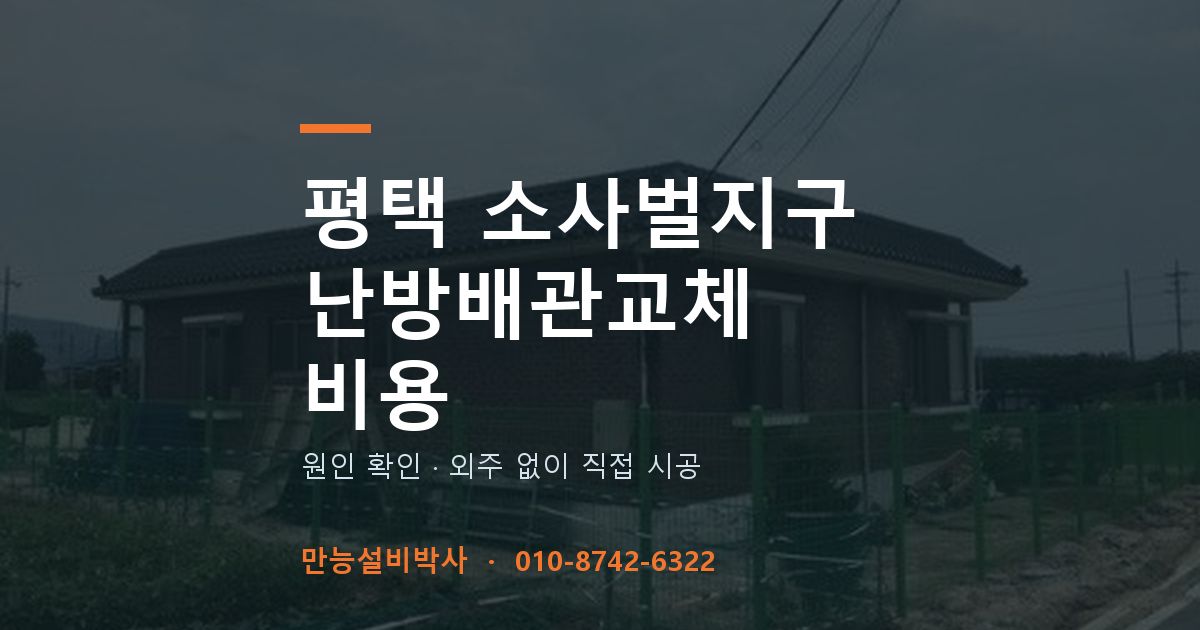 평택 소사벌지구
난방배관교체
비용
원인 확인 · 외주 없이 직접 시공
만능설비박사 · 010-8742-6322